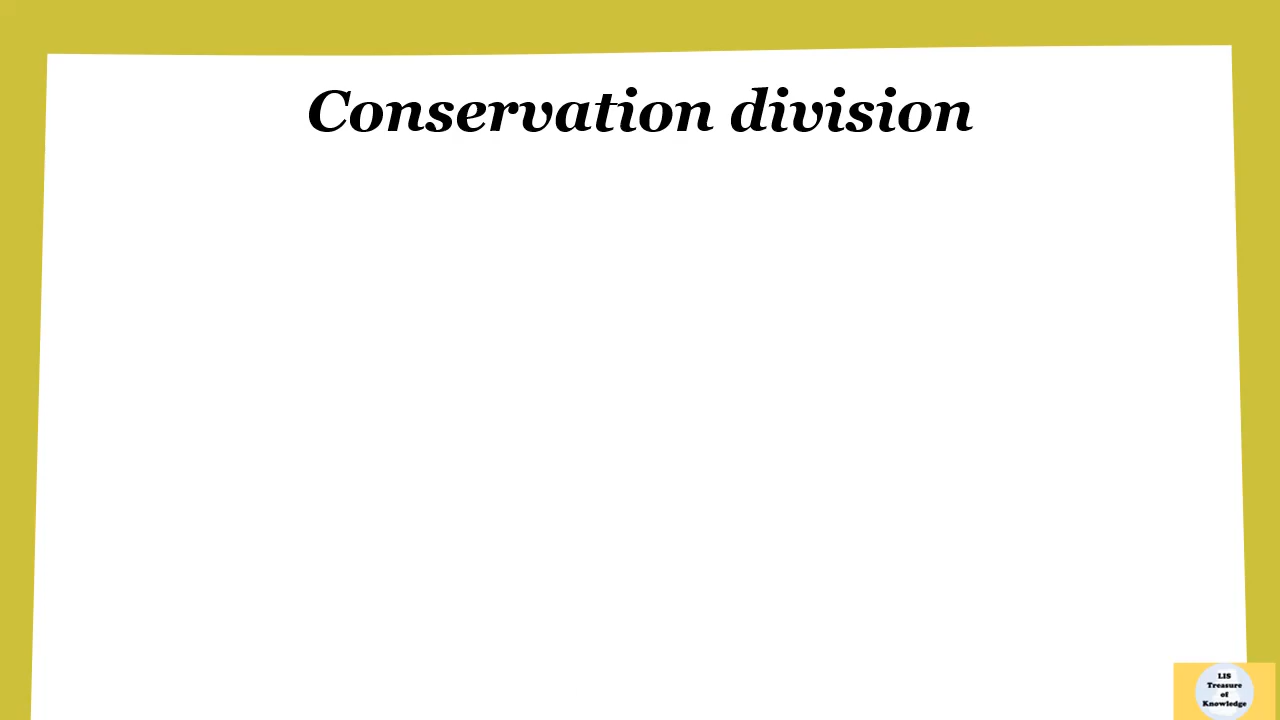 Conservation division
LIS
Treasure
of
Knowledge